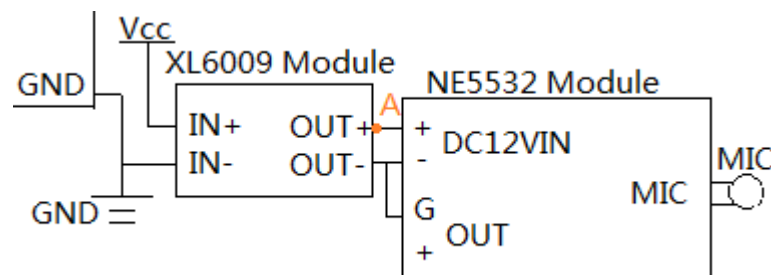 Vcc
XL6009 Module
NE5532 Module
GND
A
IN+
OUT+
+
DC12VIN
IN-
OUT-
-
MIC
MIC
GND
G
OUT
+